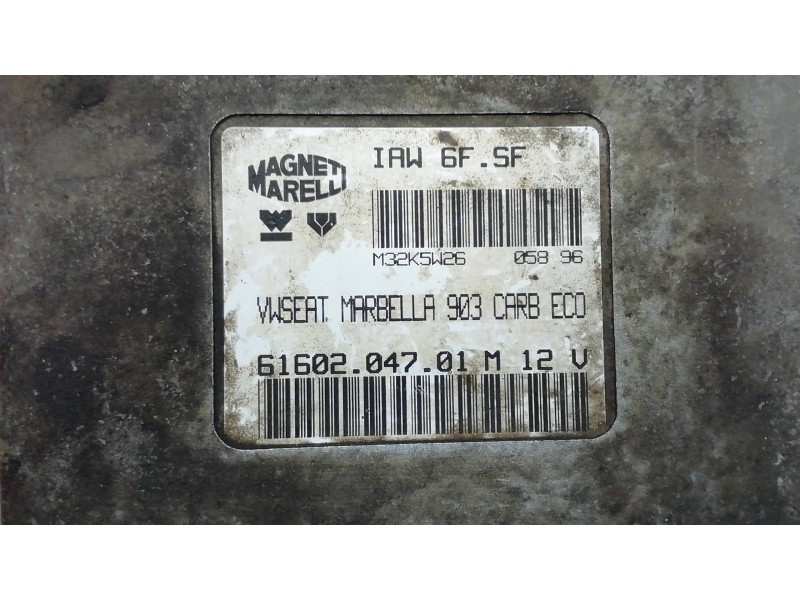 MAGNETI MARELLI
IAW 6F.SF
M32K5W26 058 96
VWSEAT. MARBELLA 903 CARB ECO
61602.047.01 M 12 V